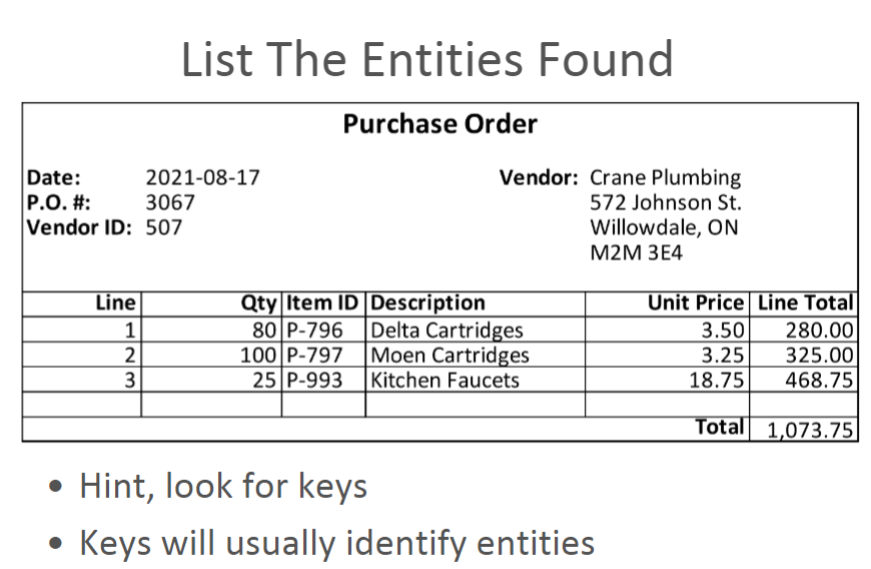 List The Entities Found
Purchase Order
Date: 2021-08-17 Vendor: Crane Plumbing
P.O. #: 3067 572 Johnson St.
Vendor ID: 507 Willowdale, ON
M2M 3E4
Line Qty Item ID Description Unit Price Line Total
1 80 P-796 Delta Cartridges 3.50 280.00
2 100 P-797 Moen Cartridges 3.25 325.00
3 25 P-993 Kitchen Faucets 18.75 468.75
Total 1,073.75
• Hint, look for keys
• Keys will usually identify entities